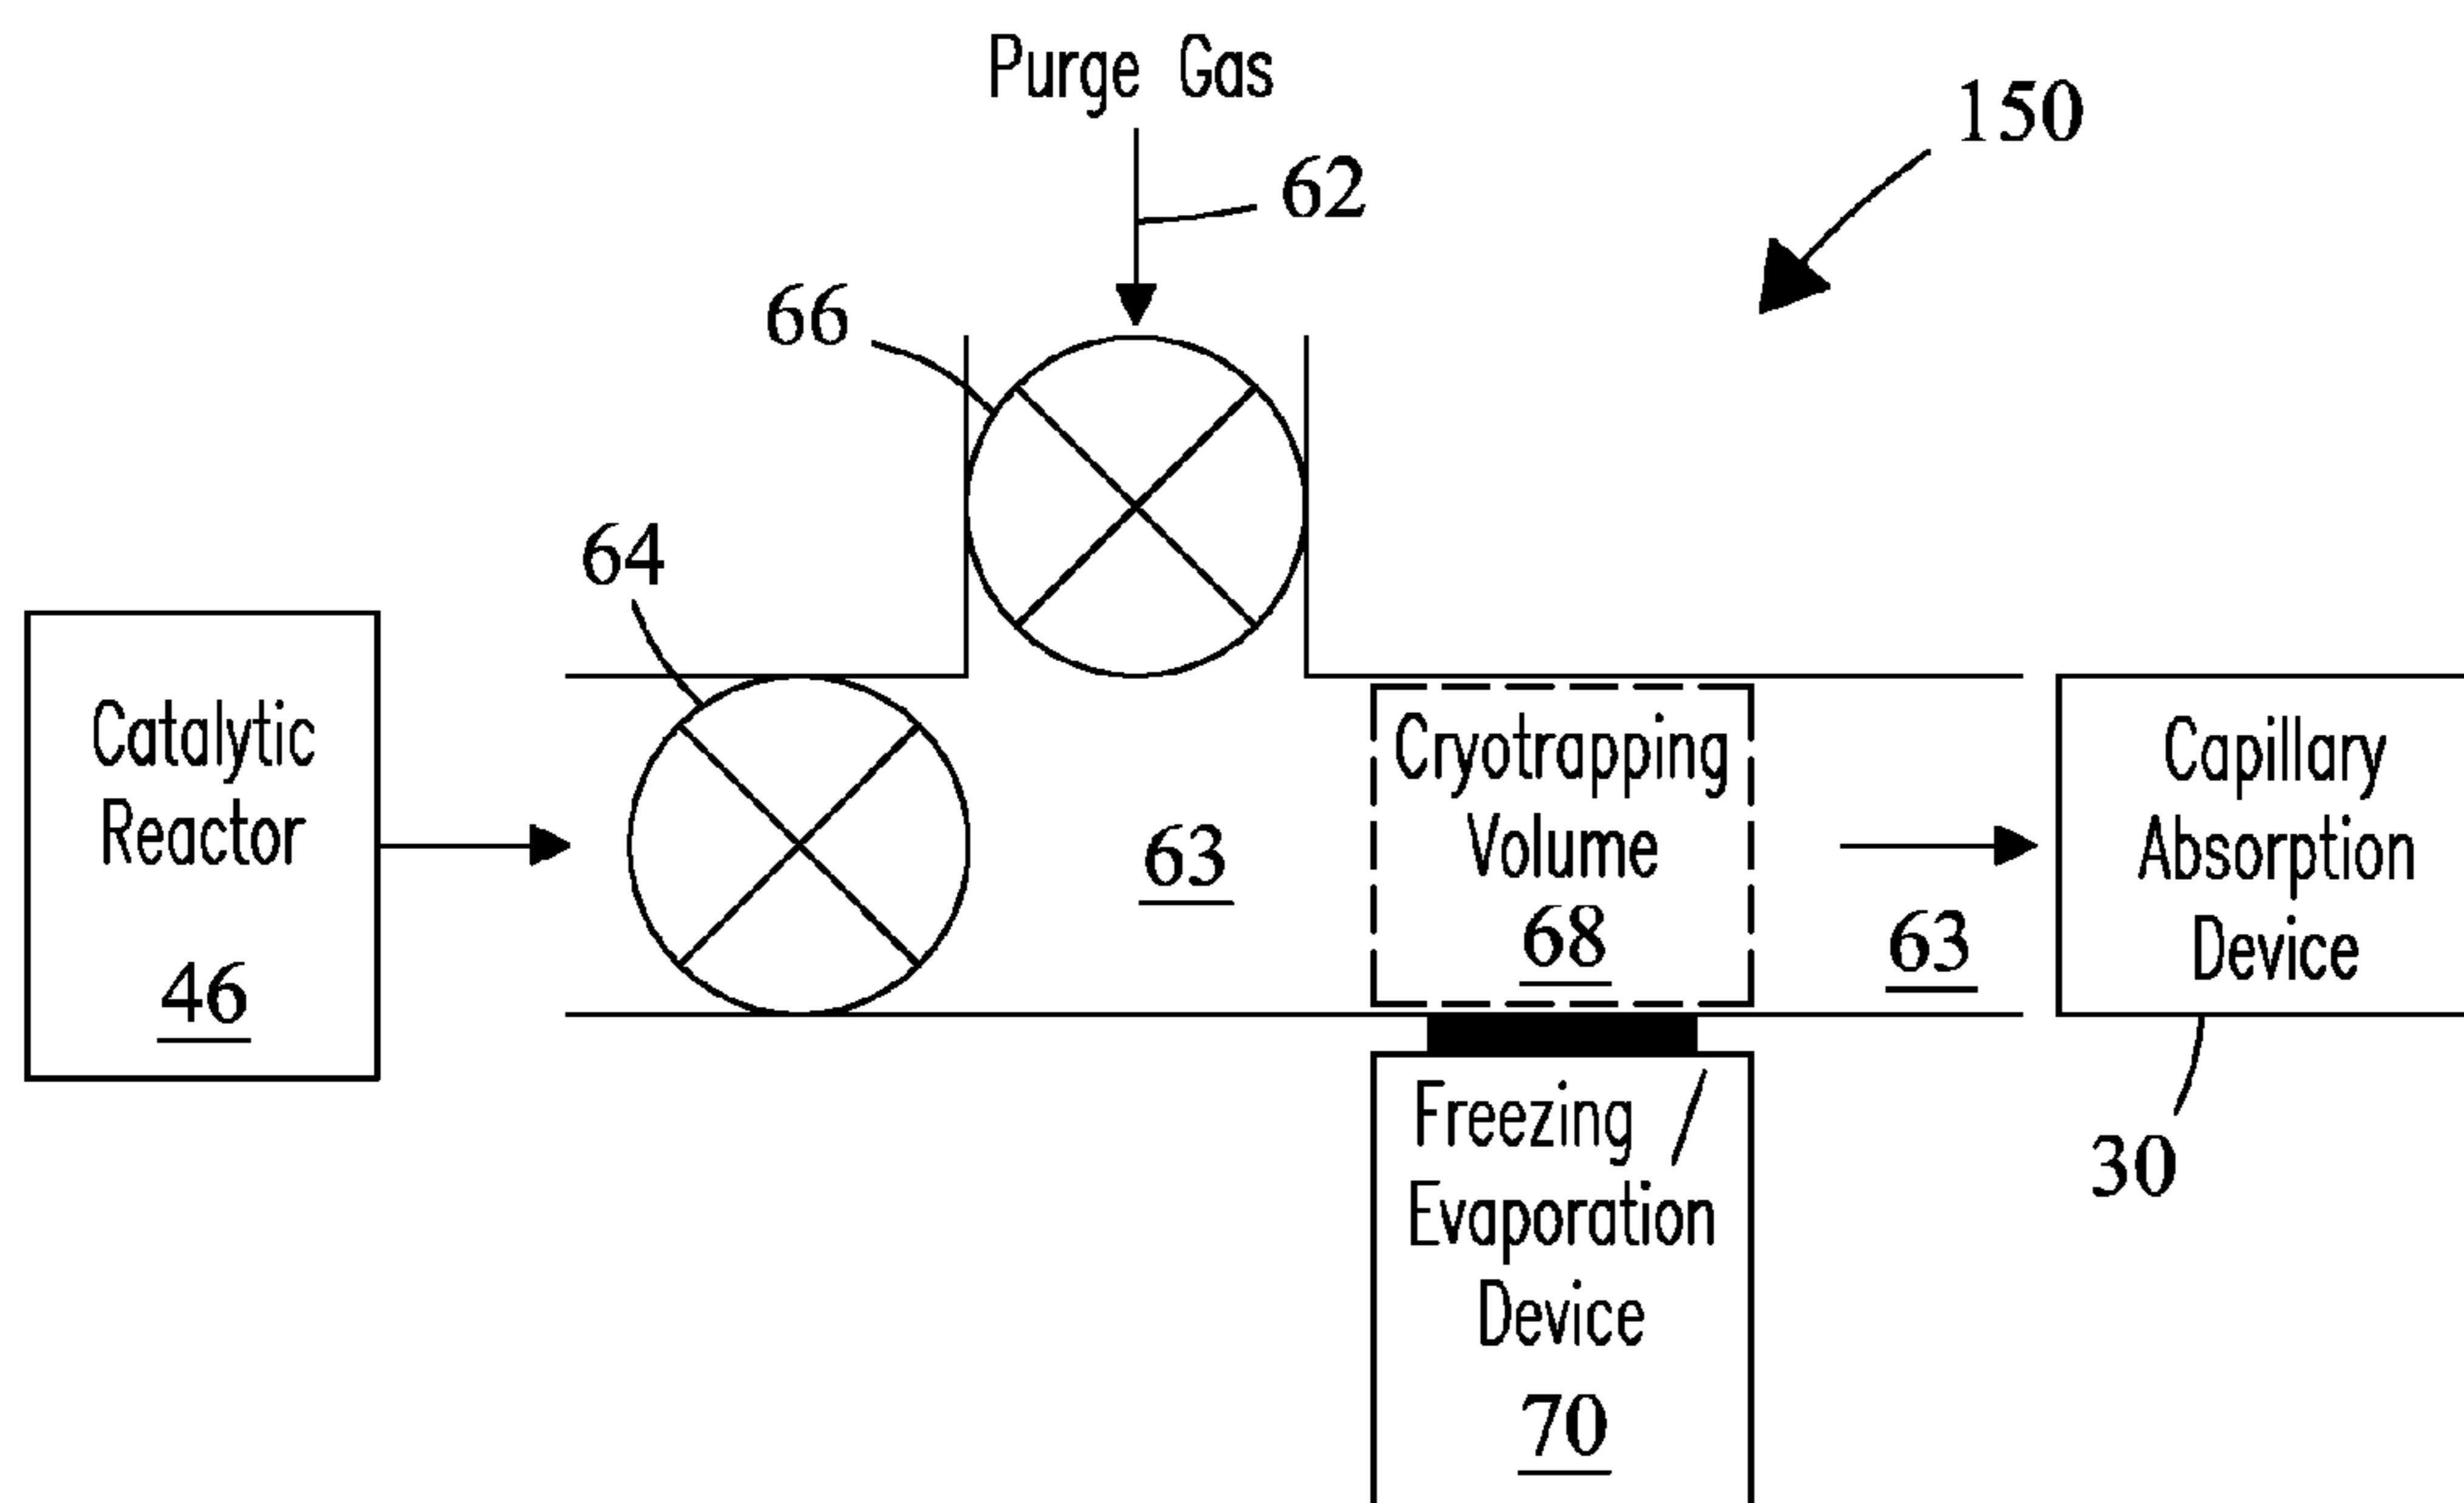 Purge Gas
150
62
66
64
Catalytic
Reactor
46
63
Cryotrapping
Volume
68
63
Capillary
Absorption
Device
30
Freezing
Evaporation
Device
70